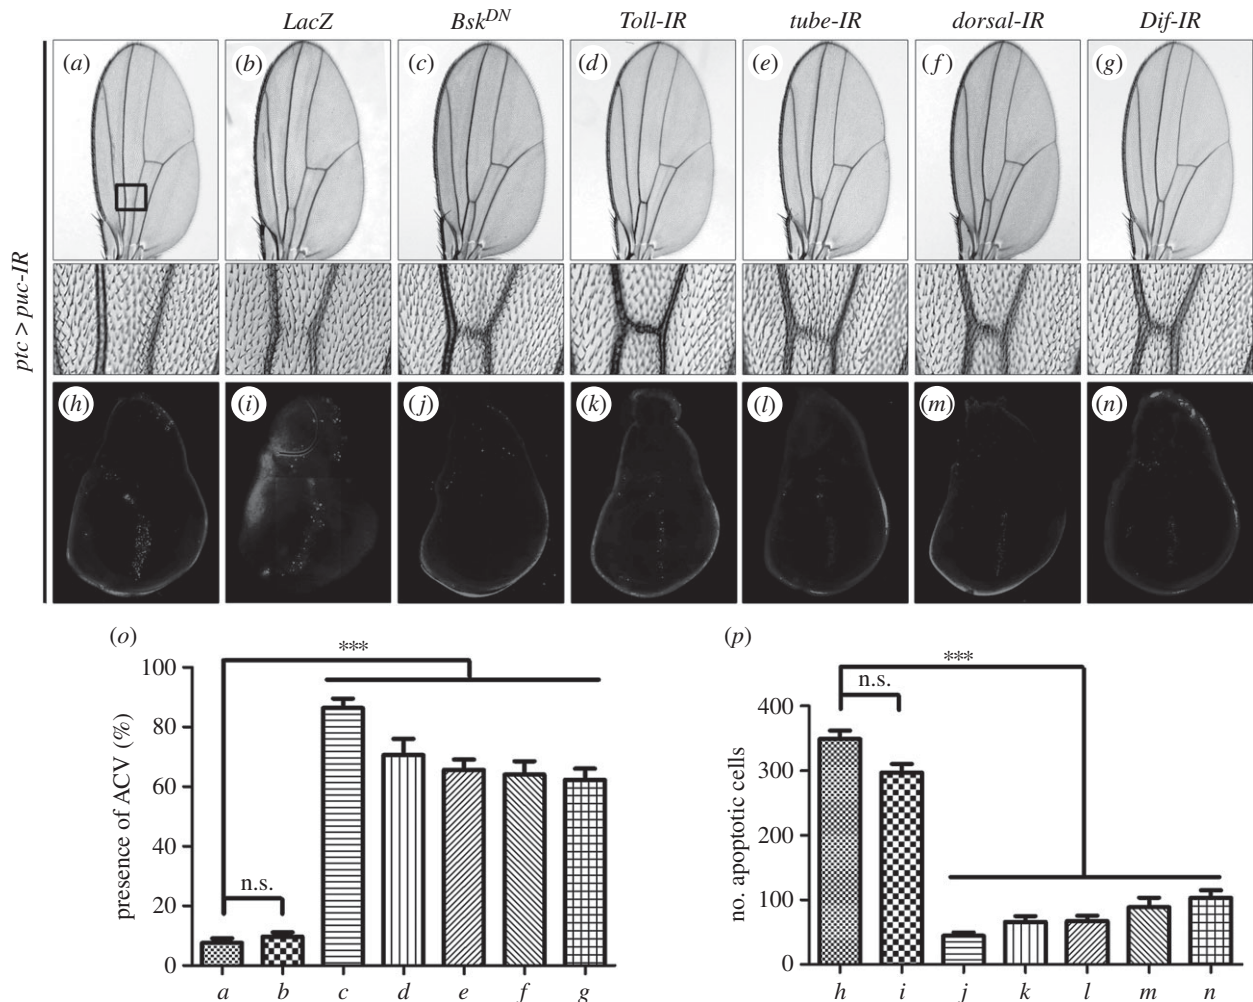 LacZ Bsk^DN Toll-IR tube-IR dorsal-IR Dif-IR
(a) (b) (c) (d) (e) (f) (g)
ptc > puc-IR
(h) (i) (j) (k) (l) (m) (n)
(o)
***
100
80
60
40
20
0
presence of ACV (%)
n.s.
a b c d e f g
(p)
***
n.s.
400
300
200
100
0
no. apoptotic cells
h i j k l m n